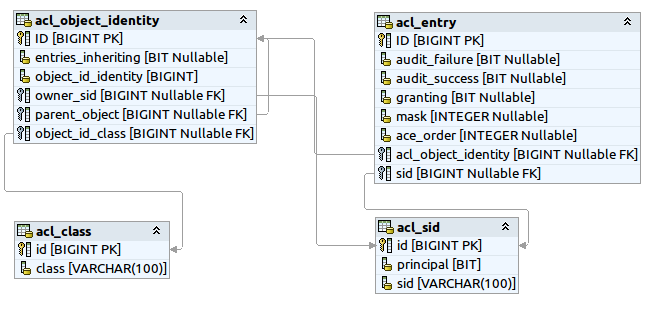 acl_object_identity
ID [BIGINT PK]
entries_inheriting [BIT Nullable]
object_id_identity [BIGINT]
owner_sid [BIGINT Nullable FK]
parent_object [BIGINT Nullable FK]
object_id_class [BIGINT Nullable FK]
acl_entry
ID [BIGINT PK]
audit_failure [BIT Nullable]
audit_success [BIT Nullable]
granting [BIT Nullable]
mask [INTEGER Nullable]
ace_order [INTEGER Nullable]
acl_object_identity [BIGINT Nullable FK]
sid [BIGINT Nullable FK]
acl_class
id [BIGINT PK]
class [VARCHAR(100)]
acl_sid
id [BIGINT PK]
principal [BIT]
sid [VARCHAR(100)]